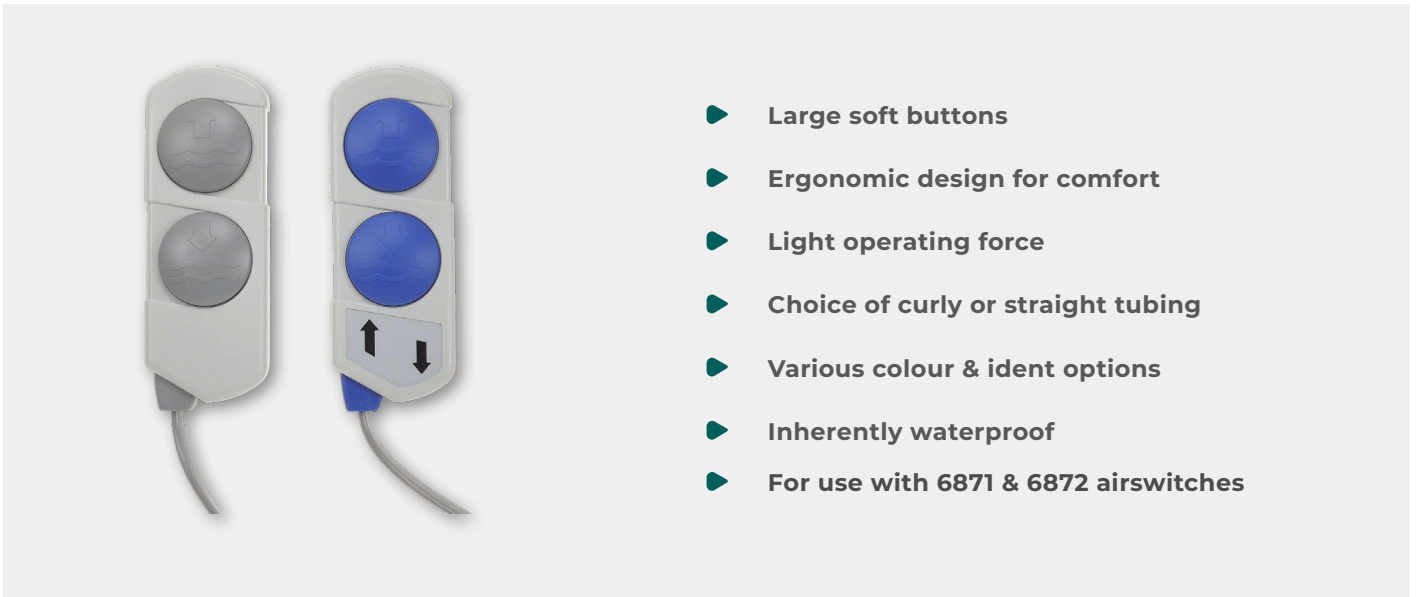 Large soft buttons
Ergonomic design for comfort
Light operating force
Choice of curly or straight tubing
Various colour & ident options
Inherently waterproof
For use with 6871 & 6872 airswitches